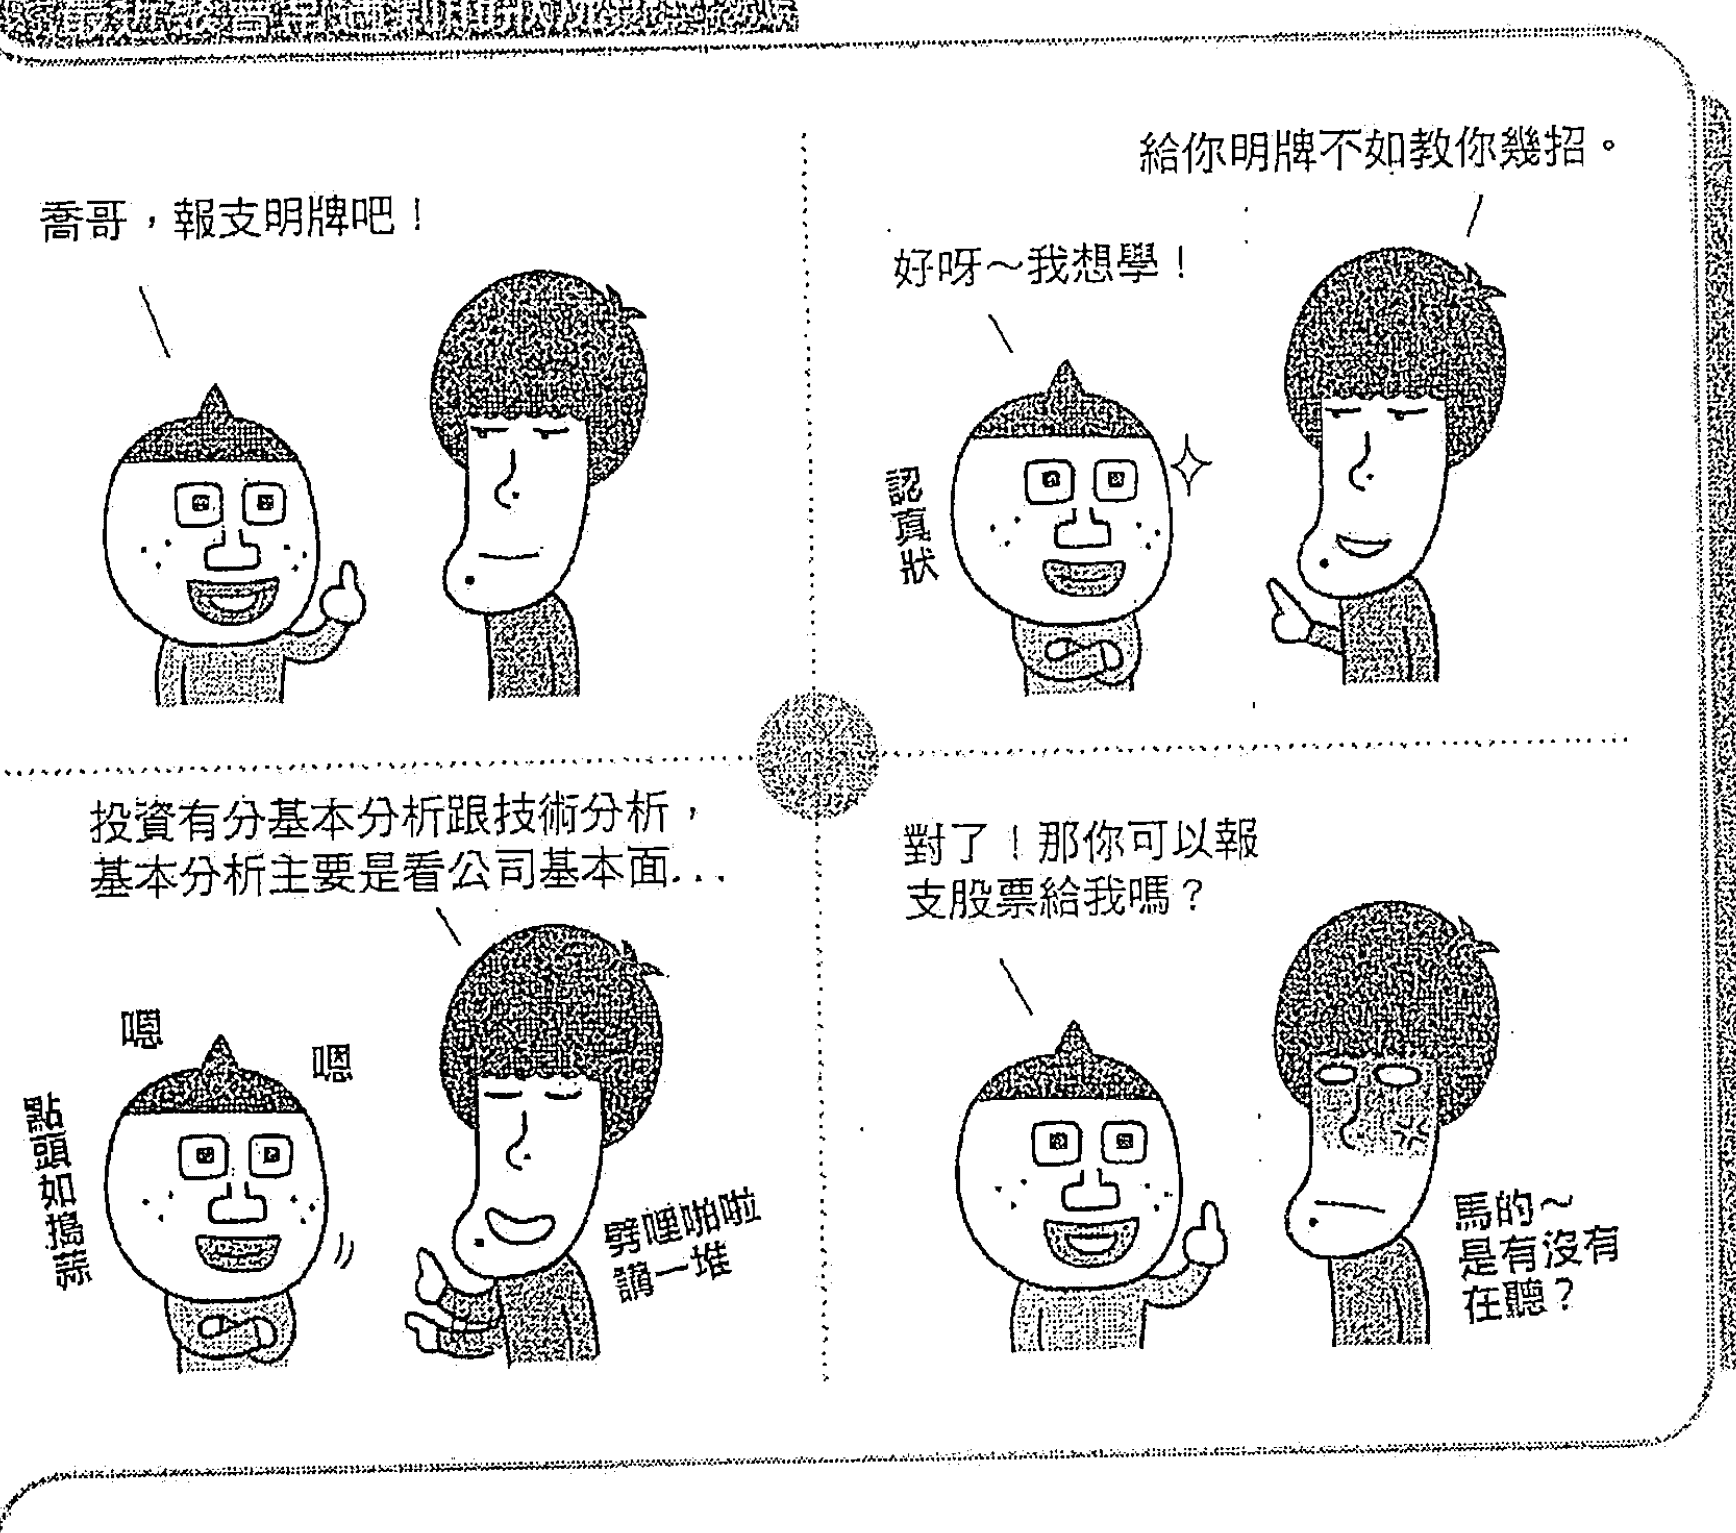 喬哥，報支明牌吧！
給你明牌不如教你幾招。
好呀～我想學！
認真狀
投資有分基本分析跟技術分析，
基本分析主要是看公司基本面...
嗯
嗯
點頭如搗蒜
劈哩啪啦
講一堆
對了！那你可以報
支股票給我嗎？
馬的～
是有沒有
在聽？